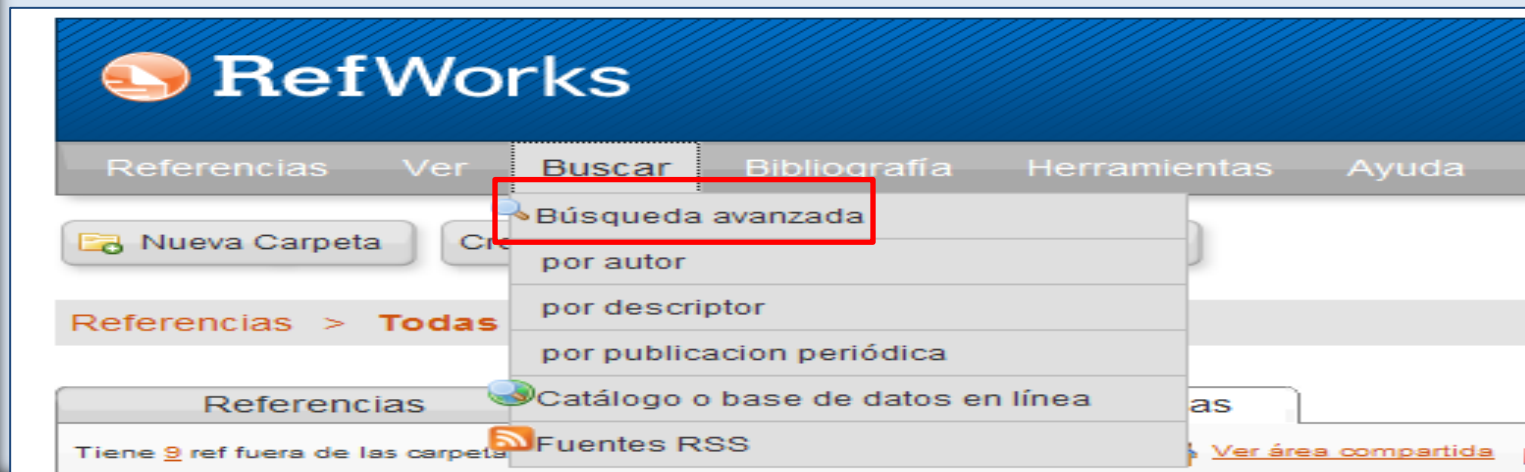 RefWorks
Referencias Ver Buscar Bibliografía Herramientas Ayuda
Búsqueda avanzada
Nueva Carpeta
por autor
por descriptor
Referencias > Todas
por publicacion periódica
Referencias Catálogo o base de datos en línea
Tiene 9 ref fuera de las Fuentes RSS Ver área compartida